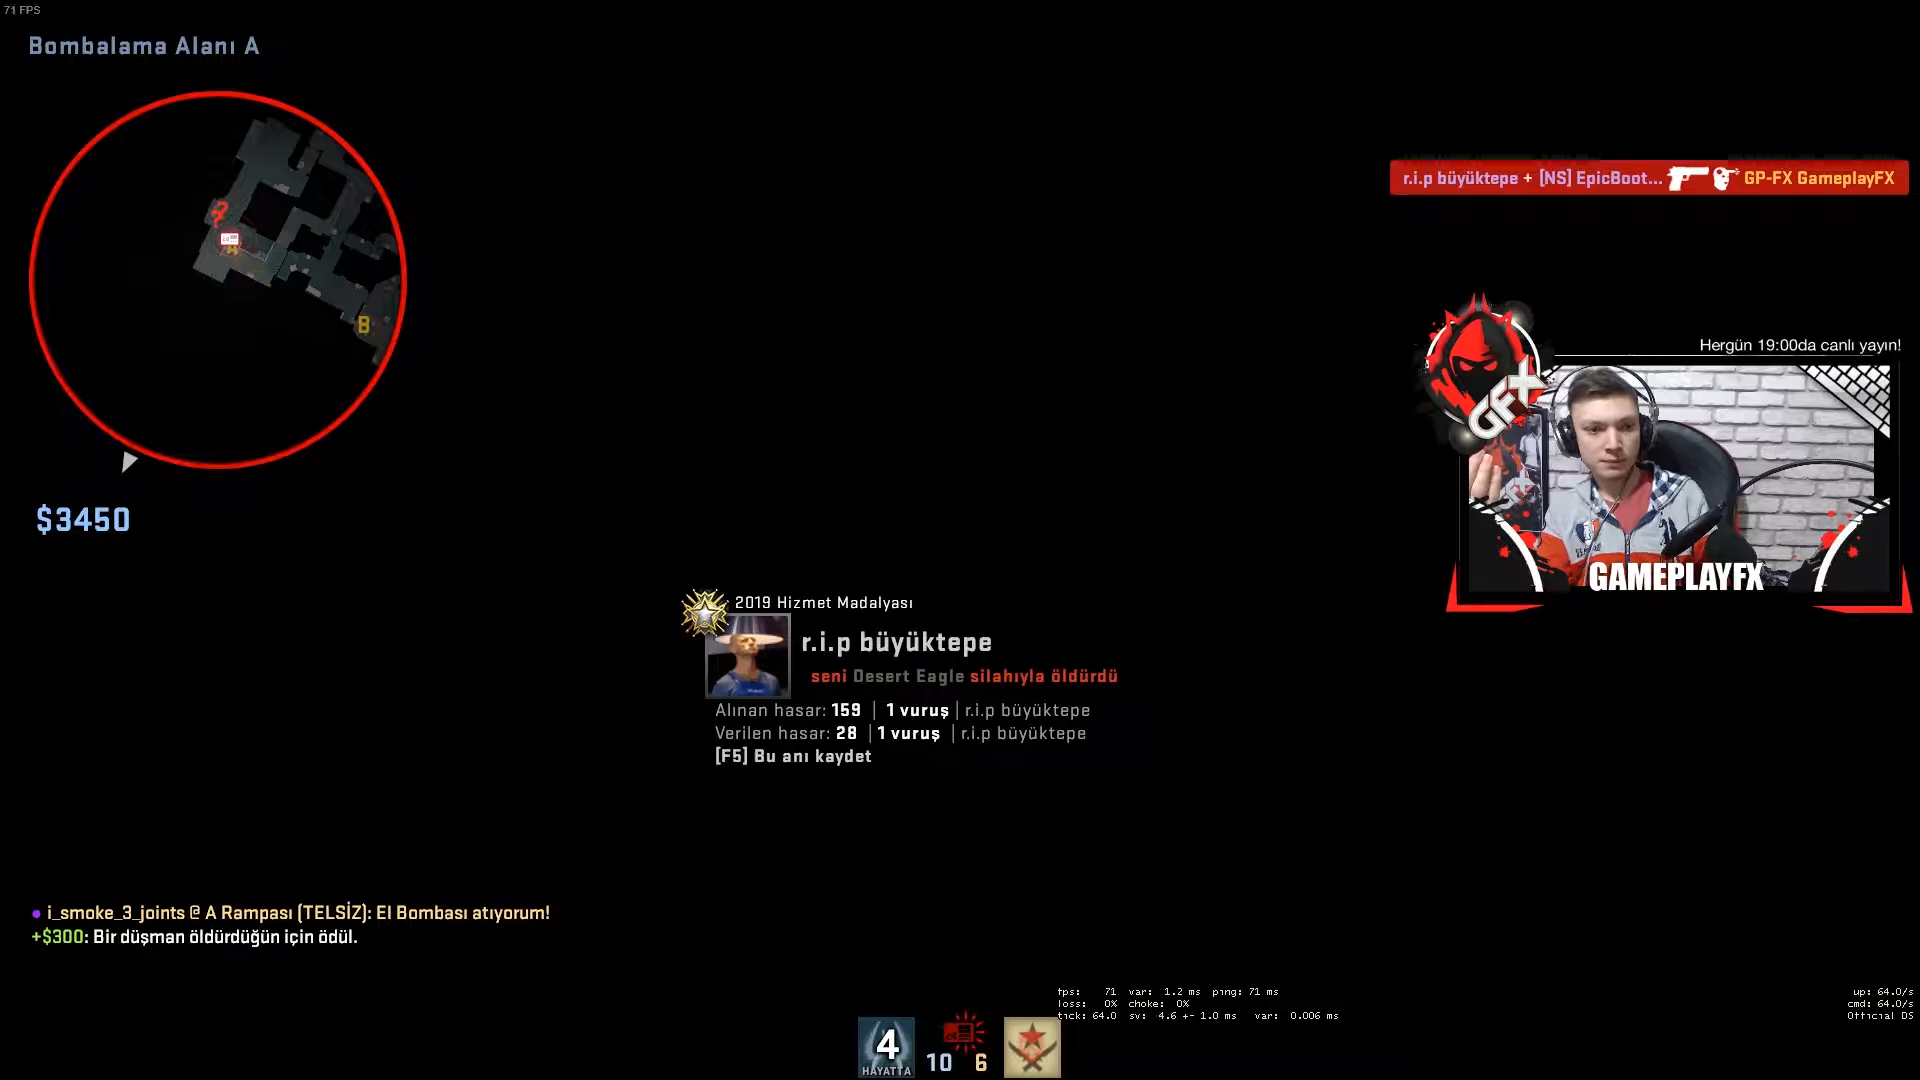 71 FPS
Bombalama Alanı A
B
$3450
r.i.p büyüktepe + [NS] EpicBoot... GP-FX GameplayFX
Hergün 19:00da canlı yayın!
GFX
GAMEPLAYFX
2019 Hizmet Madalyası
r.i.p büyüktepe
seni Desert Eagle silahıyla öldürdü
Alınan hasar: 159 | 1 vuruş | r.i.p büyüktepe
Verilen hasar: 28 | 1 vuruş | r.i.p büyüktepe
[F5] Bu anı kaydet
i_smoke_3_joints @ A Rampası (TELSİZ): El Bombası atıyorum!
+$300: Bir düşman öldürdüğün için ödül.
fps: 71 var: 1.2 ms ping: 71 ms
loss: 0% choke: 0%
tick: 64.0 sv: 4.6 +- 1.0 ms var: 0.006 ms
up: 64.0/s
cmd: 64.0/s
Official DS
4
HAYATTA
10 6